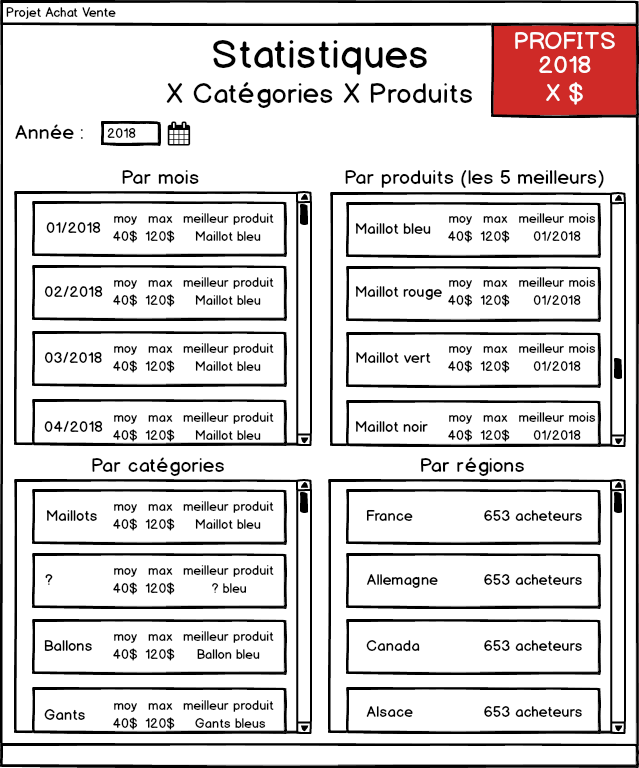 Projet Achat Vente
Statistiques
X Catégories X Produits
PROFITS
2018
X $
Année : 2018
Par mois
01/2018 moy max meilleur produit
40$ 120$ Maillot bleu
02/2018 moy max meilleur produit
40$ 120$ Maillot bleu
03/2018 moy max meilleur produit
40$ 120$ Maillot bleu
04/2018 moy max meilleur produit
40$ 120$ Maillot bleu
Par produits (les 5 meilleurs)
Maillot bleu moy max meilleur mois
40$ 120$ 01/2018
Maillot rouge moy max meilleur mois
40$ 120$ 01/2018
Maillot vert moy max meilleur mois
40$ 120$ 01/2018
Maillot noir moy max meilleur mois
40$ 120$ 01/2018
Par catégories
Maillots moy max meilleur produit
40$ 120$ Maillot bleu
? moy max meilleur produit
40$ 120$ ? bleu
Ballons moy max meilleur produit
40$ 120$ Ballon bleu
Gants moy max meilleur produit
40$ 120$ Gants bleus
Par régions
France 653 acheteurs
Allemagne 653 acheteurs
Canada 653 acheteurs
Alsace 653 acheteurs